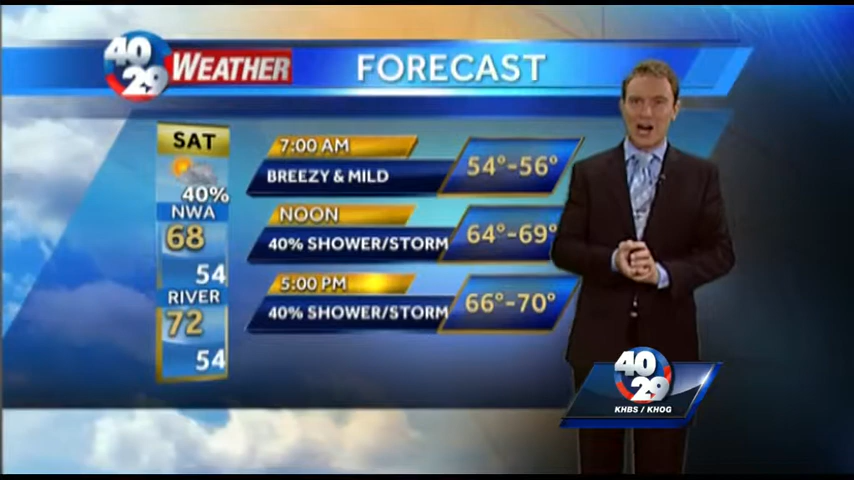 40
29
WEATHER
FORECAST
SAT
40%
NWA
68
54
RIVER
72
54
7:00 AM
BREEZY & MILD
54°-56°
NOON
40% SHOWER/STORM
64°-69°
5:00 PM
40% SHOWER/STORM
66°-70°
40
29
KHBS / KHOG